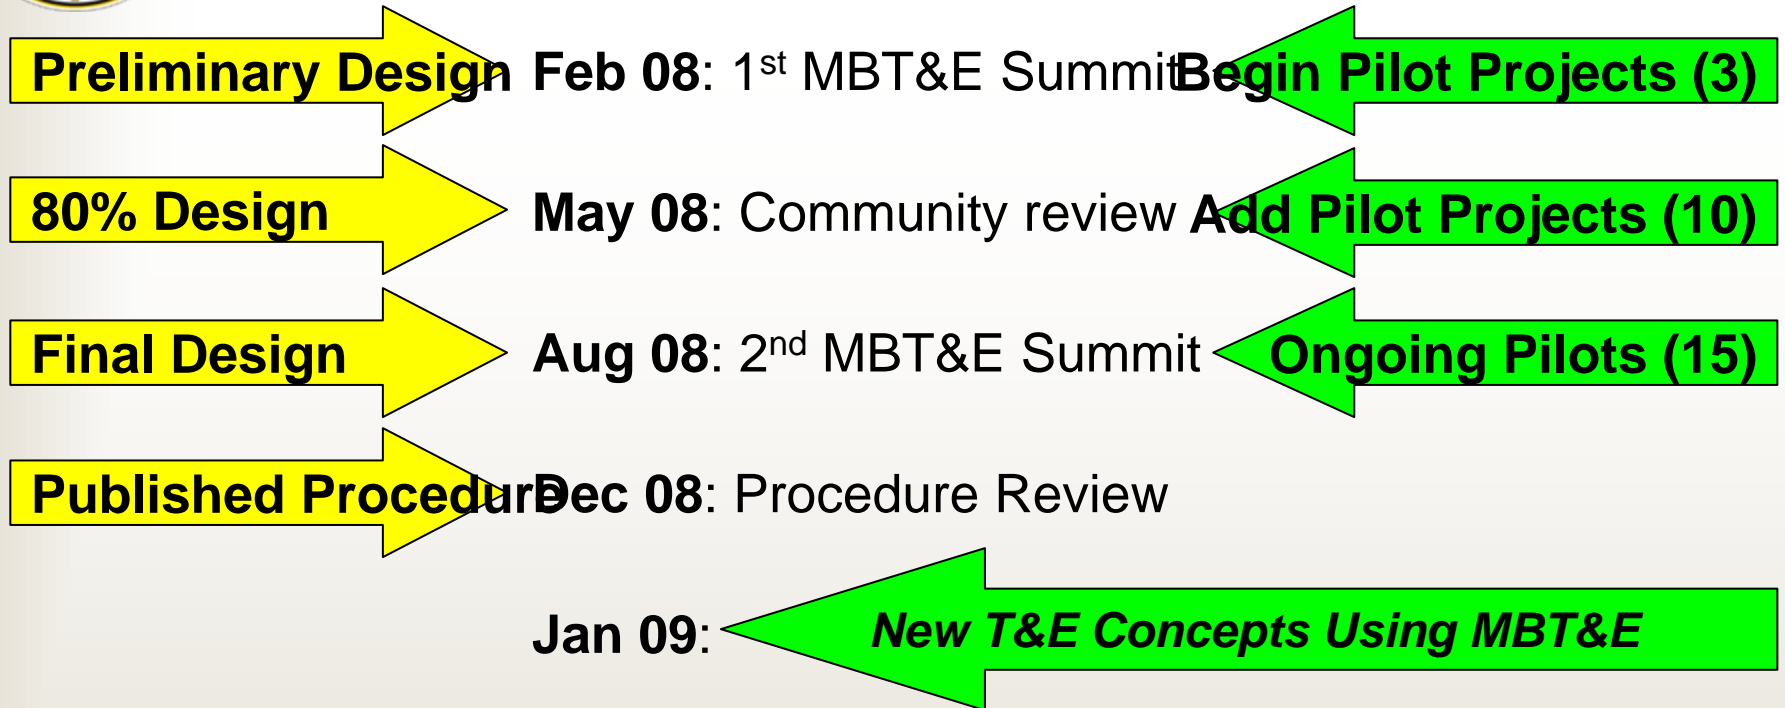 Preliminary Design Feb 08: 1st MBT&E Summit Begin Pilot Projects (3)
80% Design May 08: Community review Add Pilot Projects (10)
Final Design Aug 08: 2nd MBT&E Summit Ongoing Pilots (15)
Published Procedure Dec 08: Procedure Review
Jan 09: New T&E Concepts Using MBT&E